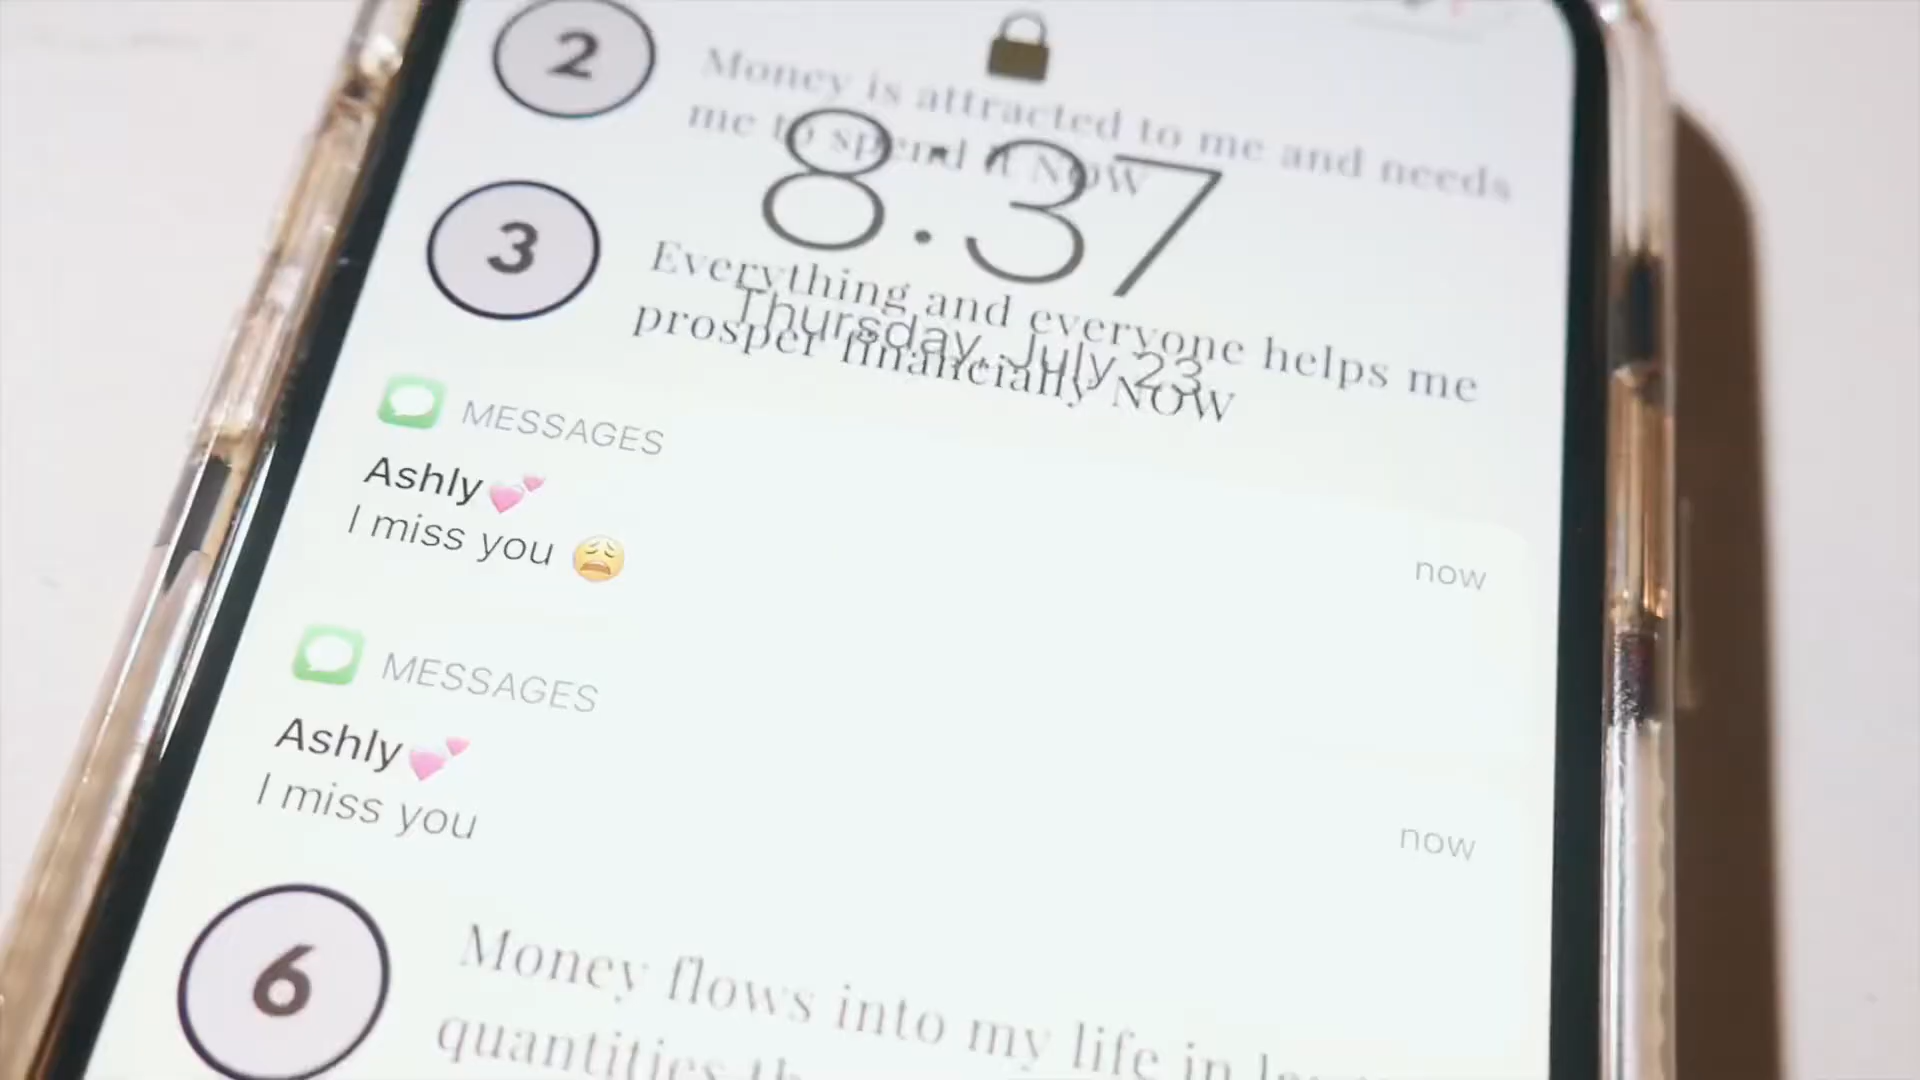 2
Money is attracted to me and needs
me to spend it NOW
8:37
3
Everything and everyone helps me
prosper financially NOW
Thursday, July 23
MESSAGES
Ashly💕
I miss you 😩
now
MESSAGES
Ashly💕
I miss you
now
6
Money flows into my life in
quantities